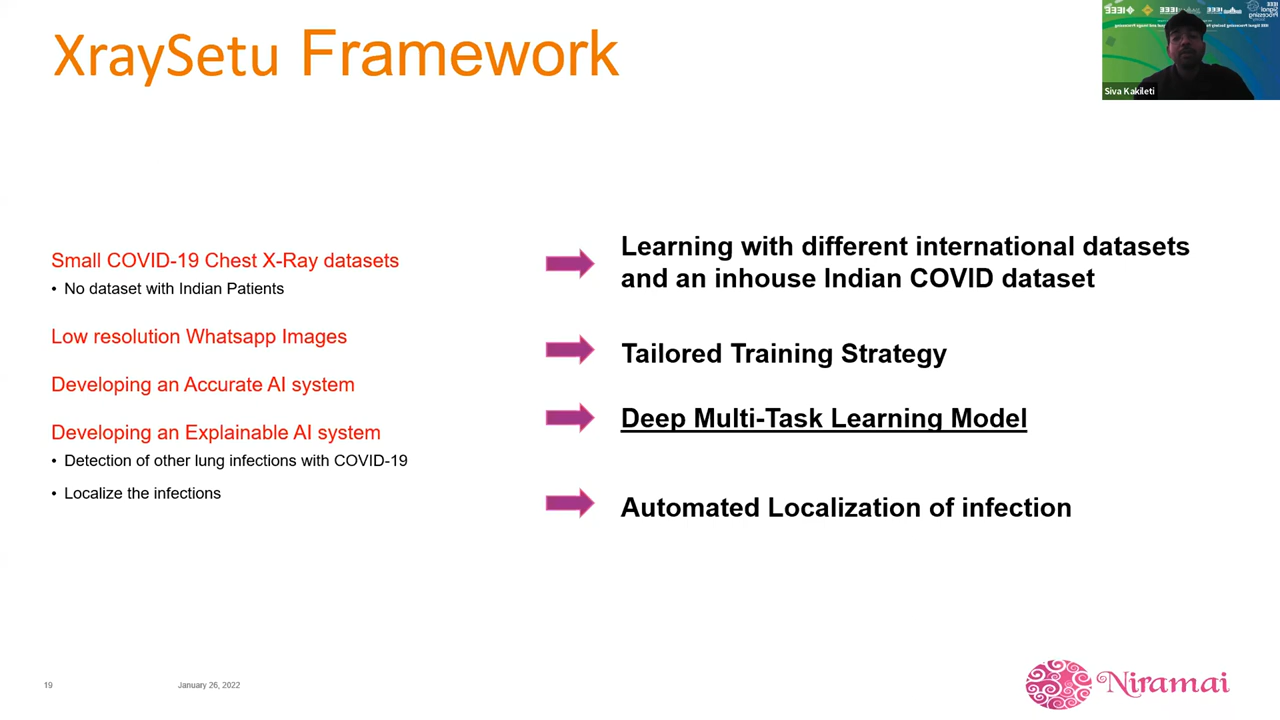 XraySetu Framework
Siva Kakileti
Small COVID-19 Chest X-Ray datasets
• No dataset with Indian Patients
Low resolution Whatsapp Images
Developing an Accurate AI system
Developing an Explainable AI system
• Detection of other lung infections with COVID-19
• Localize the infections
Learning with different international datasets
and an inhouse Indian COVID dataset
Tailored Training Strategy
Deep Multi-Task Learning Model
Automated Localization of infection
19
January 26, 2022
Niramai